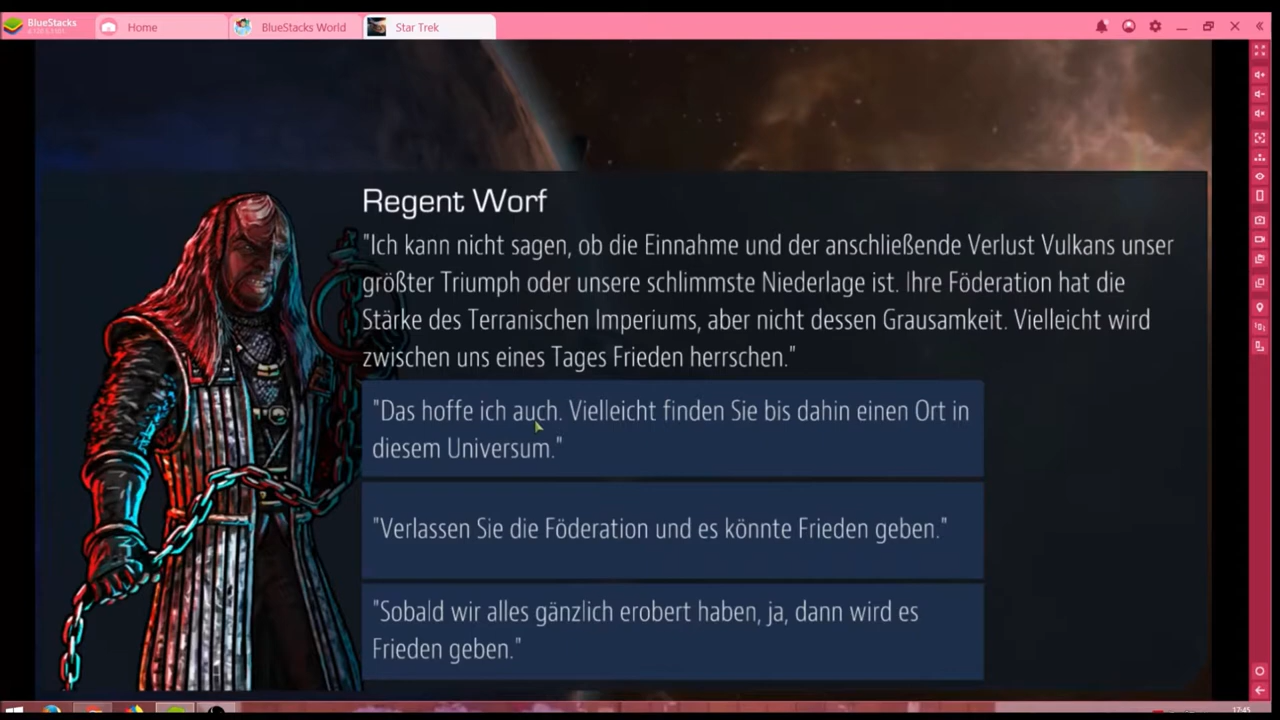 BlueStacks
Home
BlueStacks World
Star Trek
Regent Worf
"Ich kann nicht sagen, ob die Einnahme und der anschließende Verlust Vulkans unser
größter Triumph oder unsere schlimmste Niederlage ist. Ihre Föderation hat die
Stärke des Terranischen Imperiums, aber nicht dessen Grausamkeit. Vielleicht wird
zwischen uns eines Tages Frieden herrschen."
"Das hoffe ich auch. Vielleicht finden Sie bis dahin einen Ort in
diesem Universum."
"Verlassen Sie die Föderation und es könnte Frieden geben."
"Sobald wir alles gänzlich erobert haben, ja, dann wird es
Frieden geben."
17:45